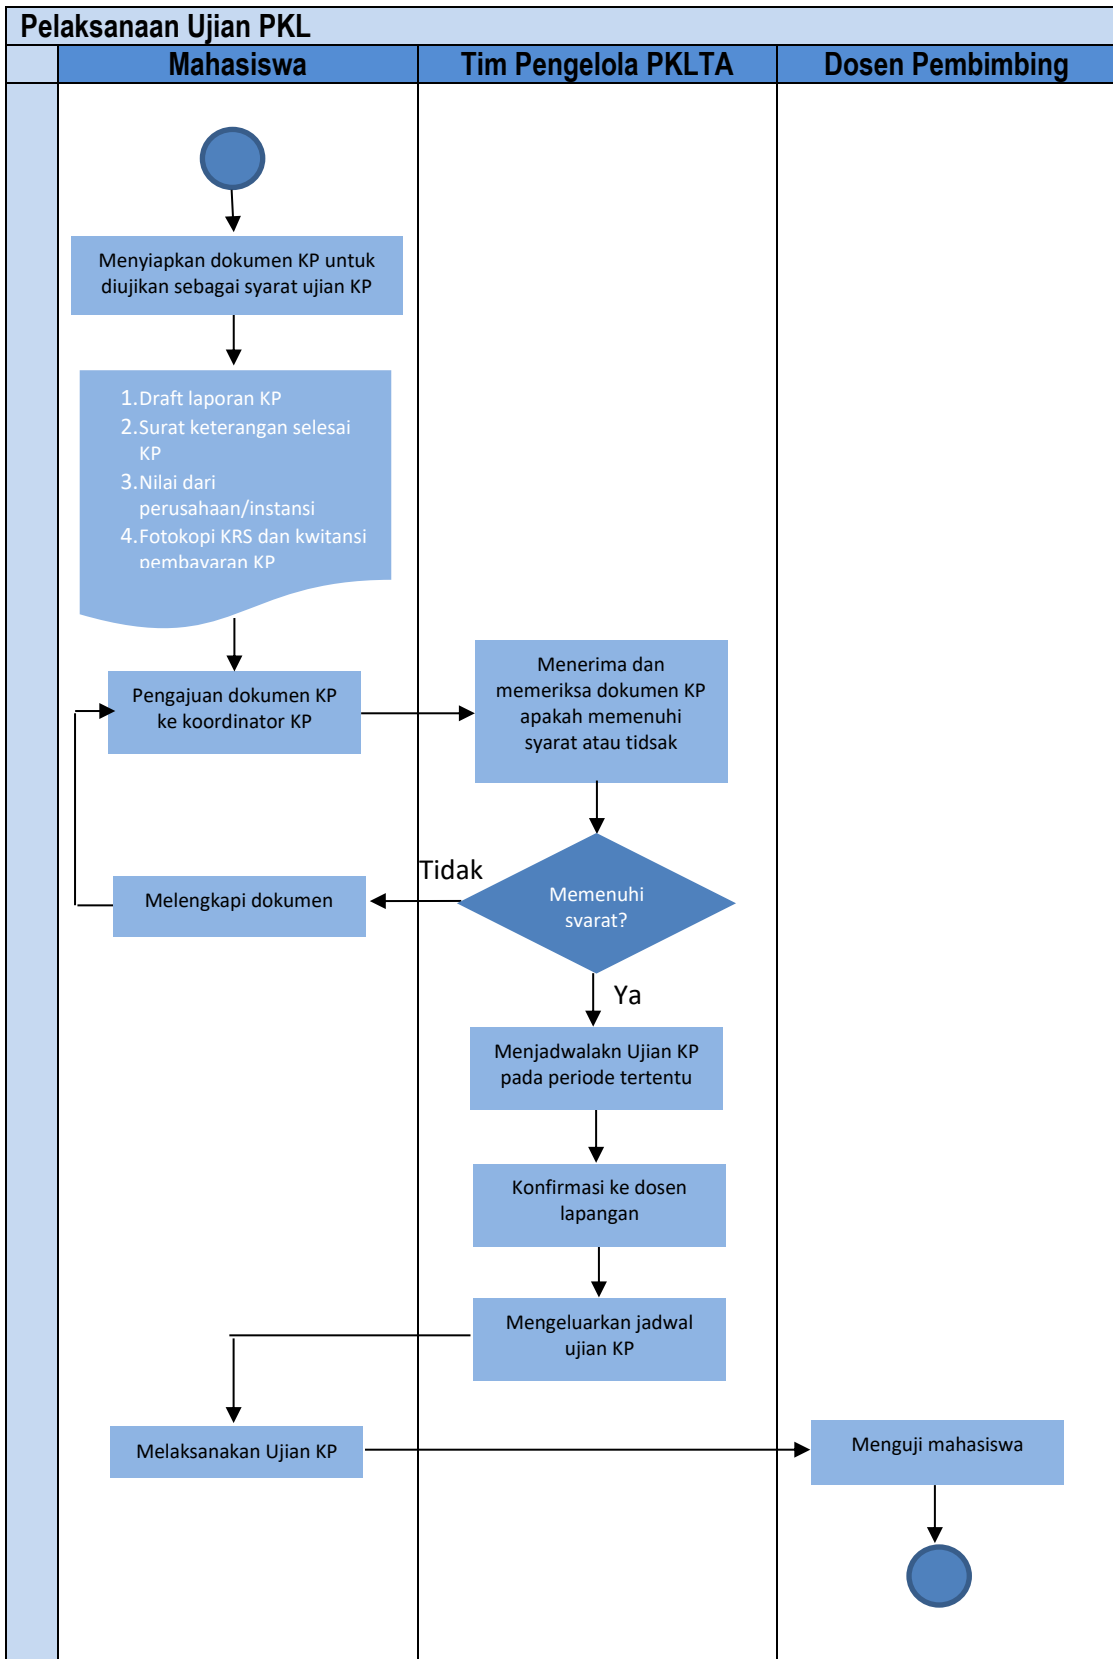 Pelaksanaan Ujian PKL
Mahasiswa
Tim Pengelola PKLTA
Dosen Pembimbing
Menyiapkan dokumen KP untuk
diujikan sebagai syarat ujian KP
1. Draft laporan KP
2. Surat keterangan selesai
KP
3. Nilai dari
perusahaan/instansi
4. Fotokopi KRS dan kwitansi
pembayaran KP
Pengajuan dokumen KP
ke koordinator KP
Menerima dan
memeriksa dokumen KP
apakah memenuhi
syarat atau tidsak
Tidak
Melengkapi dokumen
Memenuhi
syarat?
Ya
Menjadwalakn Ujian KP
pada periode tertentu
Konfirmasi ke dosen
lapangan
Mengeluarkan jadwal
ujian KP
Melaksanakan Ujian KP
Menguji mahasiswa